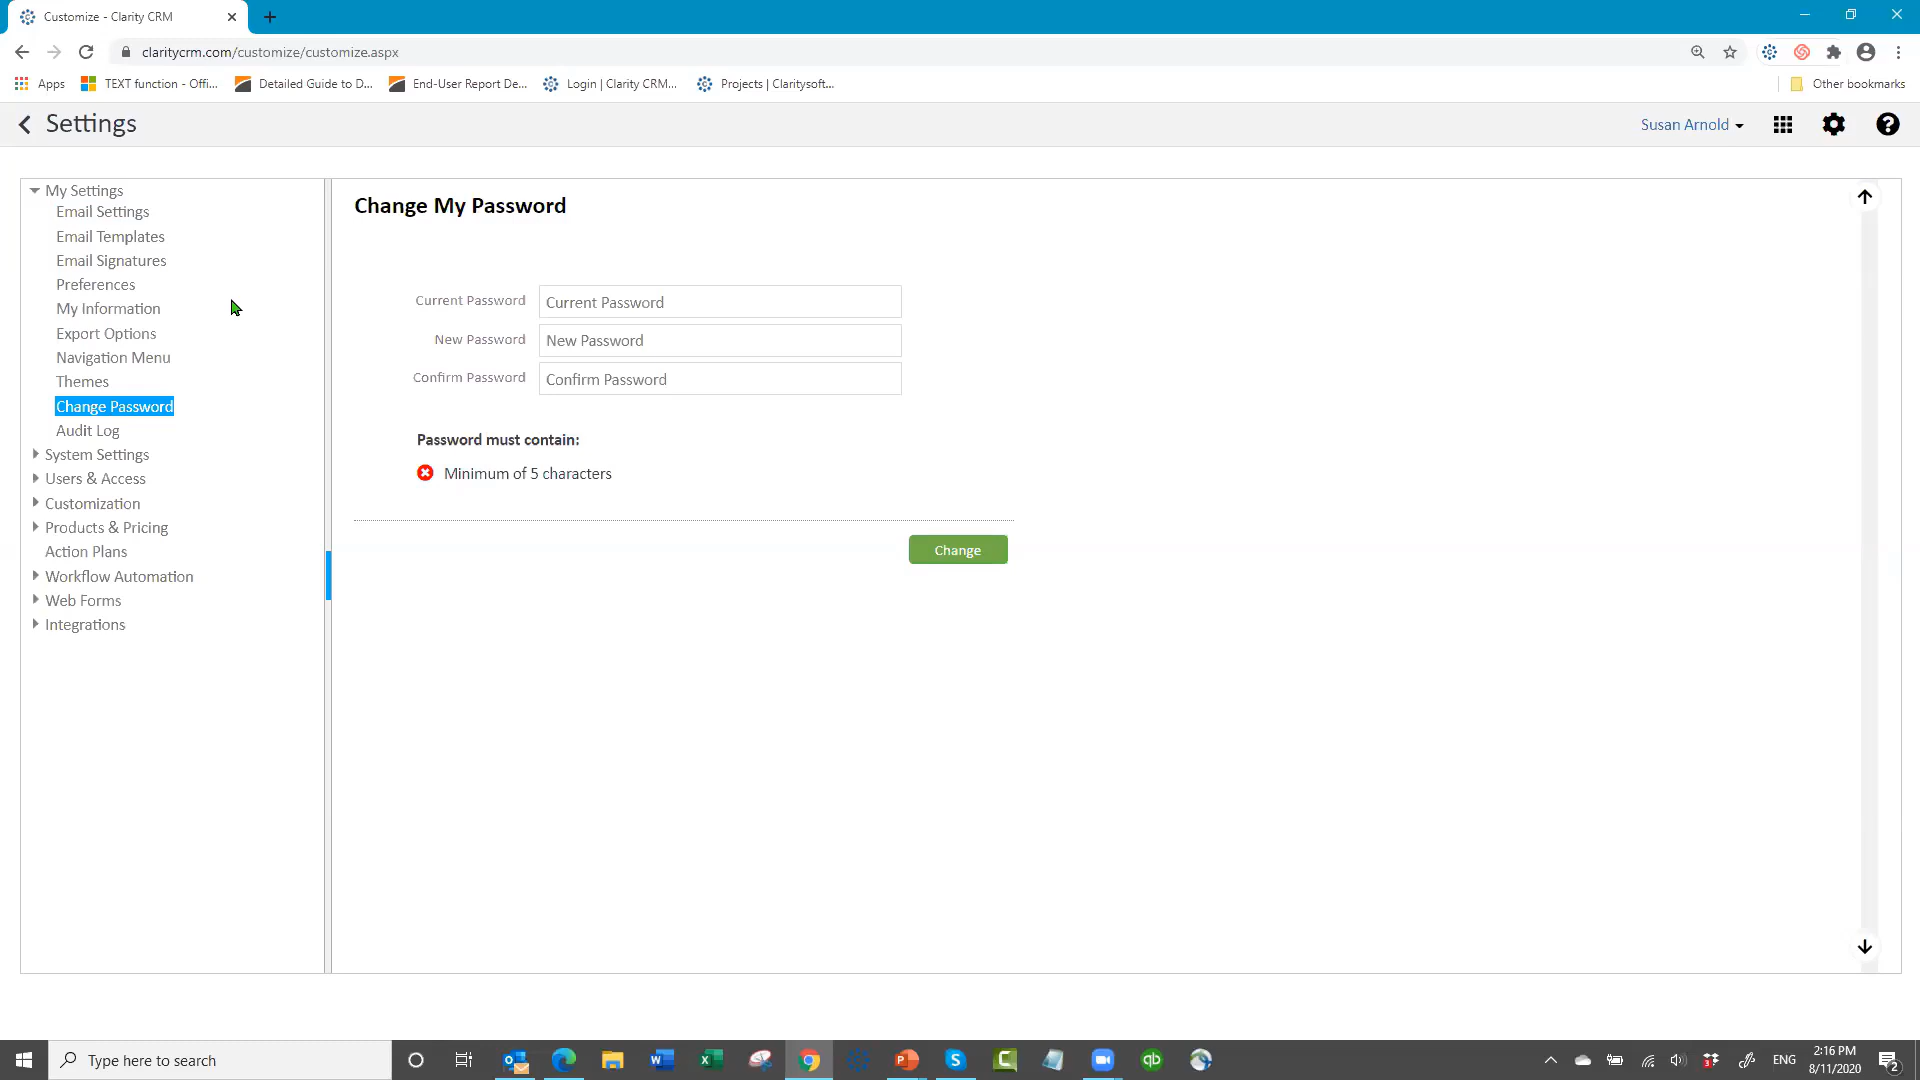 Customize - Clarity CRM
claritycrm.com/customize/customize.aspx
Apps
TEXT function - Offi...
Detailed Guide to D...
End-User Report De...
Login | Clarity CRM...
Projects | Claritysoft...
Other bookmarks
Settings
Susan Arnold
My Settings
Email Settings
Email Templates
Email Signatures
Preferences
My Information
Export Options
Navigation Menu
Themes
Change Password
Audit Log
System Settings
Users & Access
Customization
Products & Pricing
Action Plans
Workflow Automation
Web Forms
Integrations
Change My Password
Current Password Current Password
New Password New Password
Confirm Password Confirm Password
Password must contain:
Minimum of 5 characters
Change
Type here to search
ENG
2:16 PM
8/11/2020
2